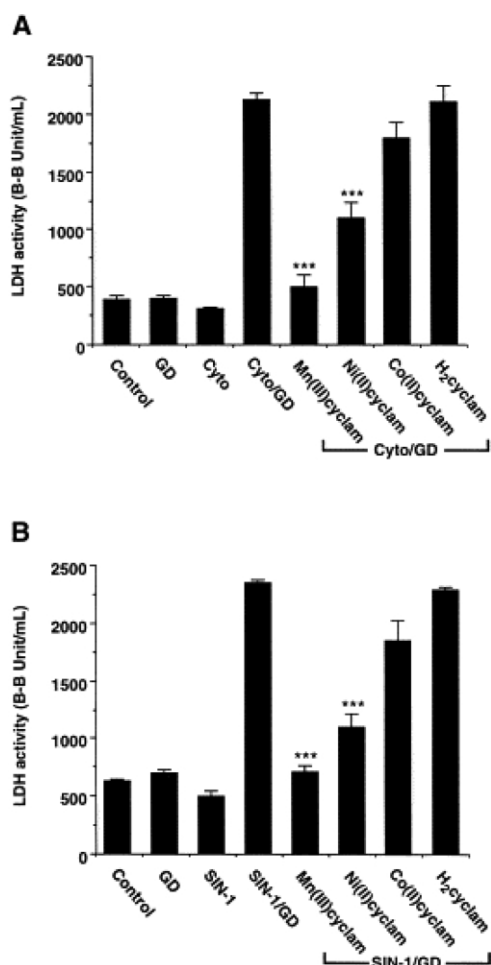 A
LDH activity (B-B Unit/mL)
2500
2000
1500
1000
500
0
***
***
Control
GD
Cyto
Cyto/GD
Mn(III)cyclam
Ni(II)cyclam
Co(II)cyclam
H₂cyclam
Cyto/GD
B
LDH activity (B-B Unit/mL)
2500
2000
1500
1000
500
0
***
***
Control
GD
SIN-1
SIN-1/GD
Mn(III)cyclam
Ni(II)cyclam
Co(II)cyclam
H₂cyclam
SIN-1/GD